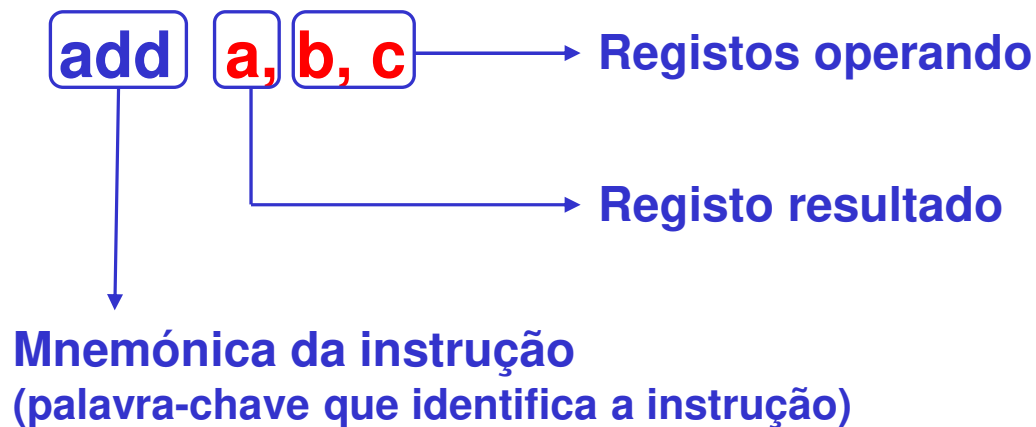 add a, b, c Registos operando
Registo resultado
Mnemónica da instrução
(palavra-chave que identifica a instrução)